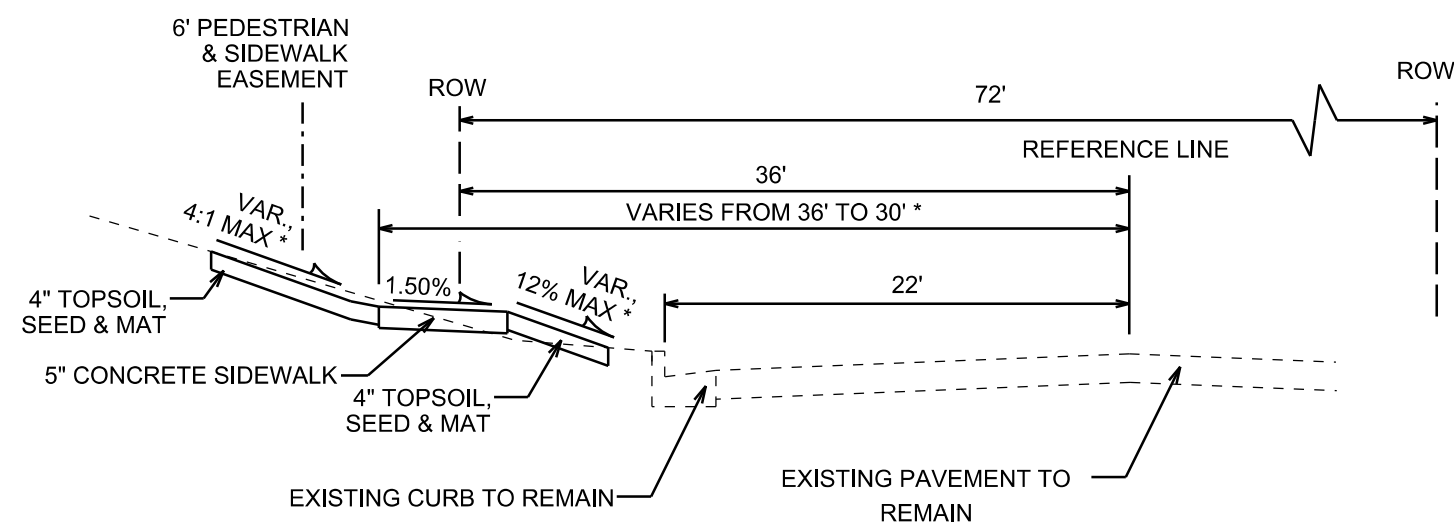 6' PEDESTRIAN
& SIDEWALK
EASEMENT
ROW
ROW
72'
REFERENCE LINE
36'
VARIES FROM 36' TO 30' *
VAR.,
4:1 MAX *
1.50%
VAR.,
12% MAX *
22'
4" TOPSOIL,
SEED & MAT
5" CONCRETE SIDEWALK
4" TOPSOIL,
SEED & MAT
EXISTING CURB TO REMAIN
EXISTING PAVEMENT TO
REMAIN